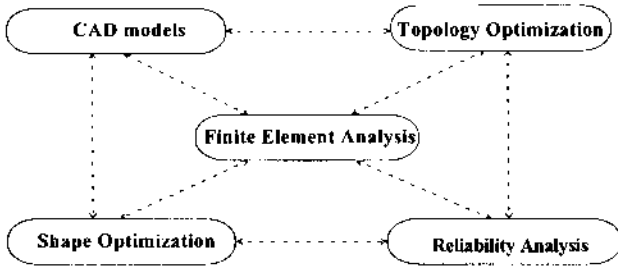 CAD models
Topology Optimization
Finite Element Analysis
Shape Optimization
Reliability Analysis